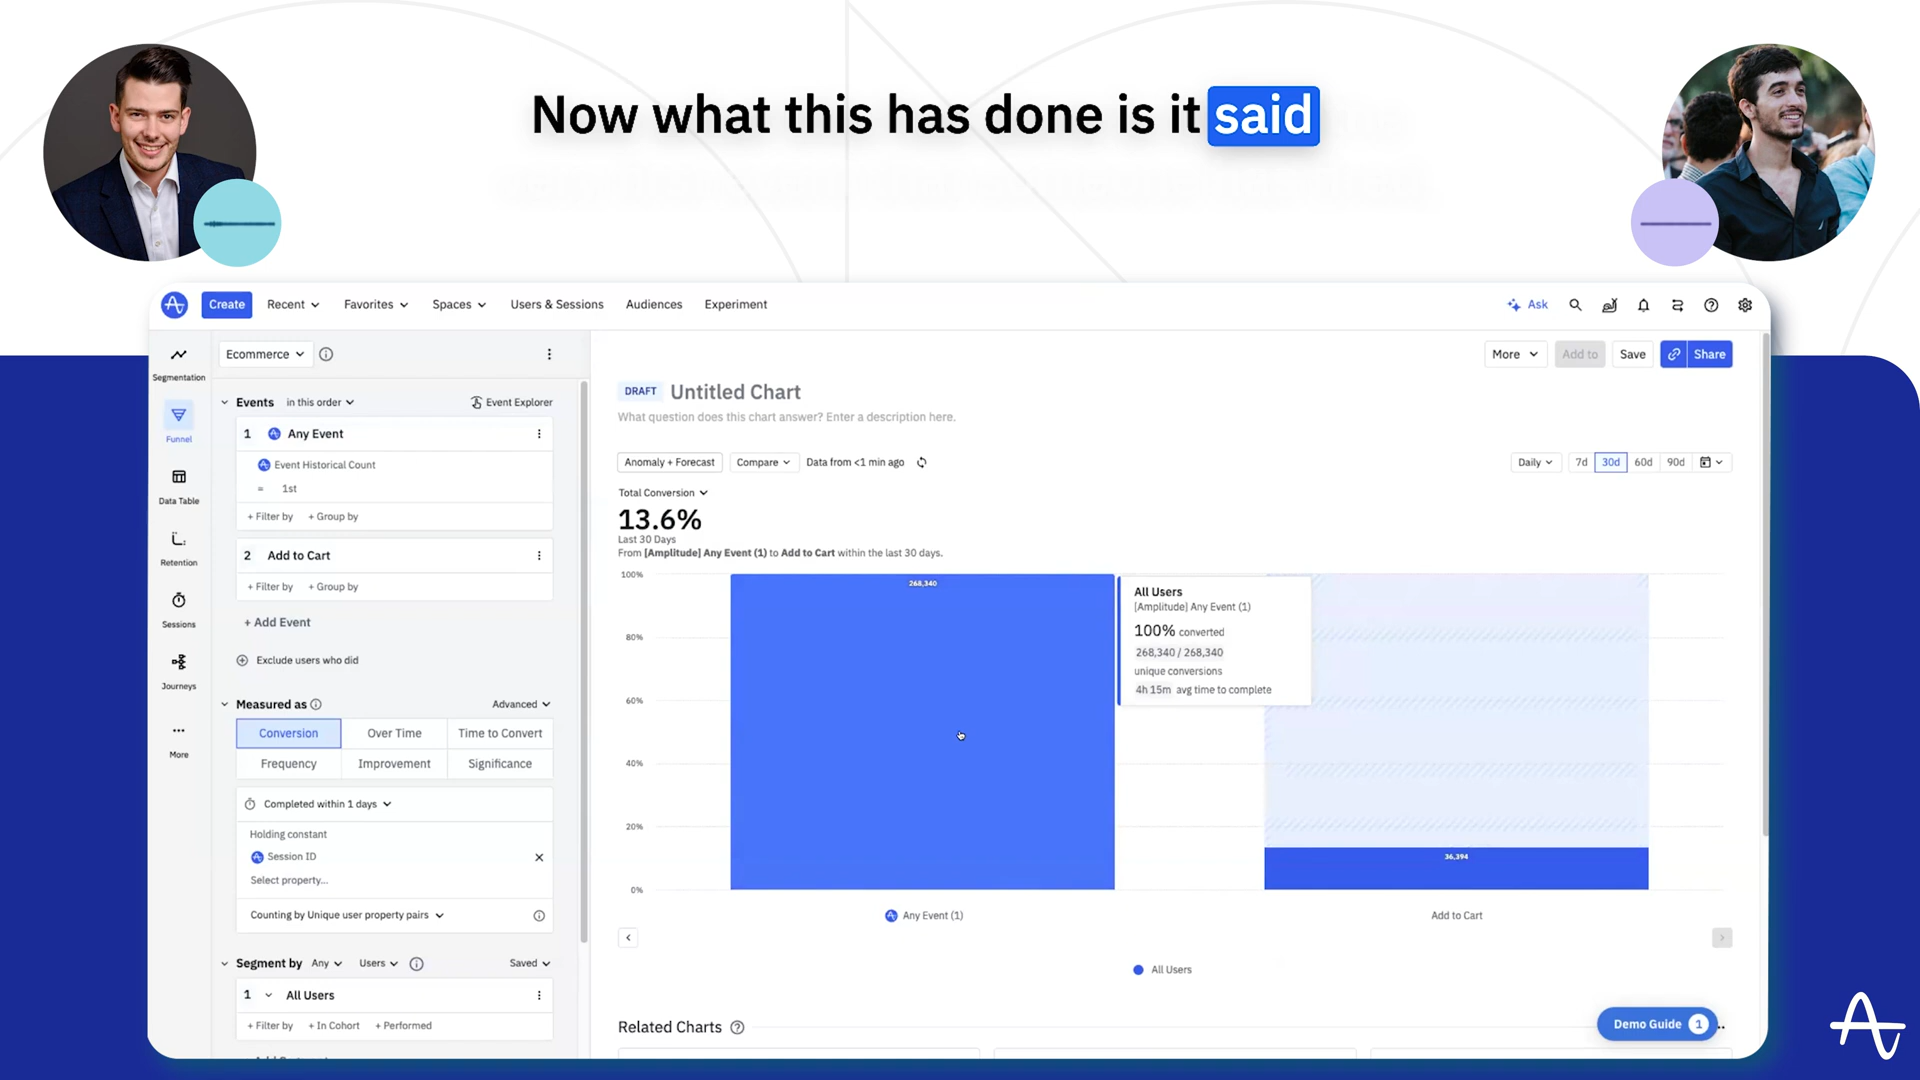 Now what this has done is it said
Create
Recent
Favorites
Spaces
Users & Sessions
Audiences
Experiment
Ask
Segmentation
Funnel
Data Table
Retention
Sessions
Journeys
More
Ecommerce
Events in this order
Event Explorer
1 Any Event
Event Historical Count
= 1st
+ Filter by + Group by
2 Add to Cart
+ Filter by + Group by
+ Add Event
Exclude users who did
Measured as
Advanced
Conversion Over Time Time to Convert
Frequency Improvement Significance
Completed within 1 days
Holding constant
Session ID
Select property...
Counting by Unique user property pairs
Segment by Any Users
Saved
1 All Users
+ Filter by + In Cohort + Performed
More
Add to
Save
Share
DRAFT Untitled Chart
What question does this chart answer? Enter a description here.
Anomaly + Forecast
Compare
Data from <1 min ago
Daily
7d 30d 60d 90d
Total Conversion
13.6%
Last 30 Days
From [Amplitude] Any Event (1) to Add to Cart within the last 30 days.
100%
80%
60%
40%
20%
0%
268,340
All Users
[Amplitude] Any Event (1)
100% converted
268,340 / 268,340
unique conversions
4h 15m avg time to complete
36,394
Any Event (1)
Add to Cart
All Users
Related Charts
Demo Guide 1